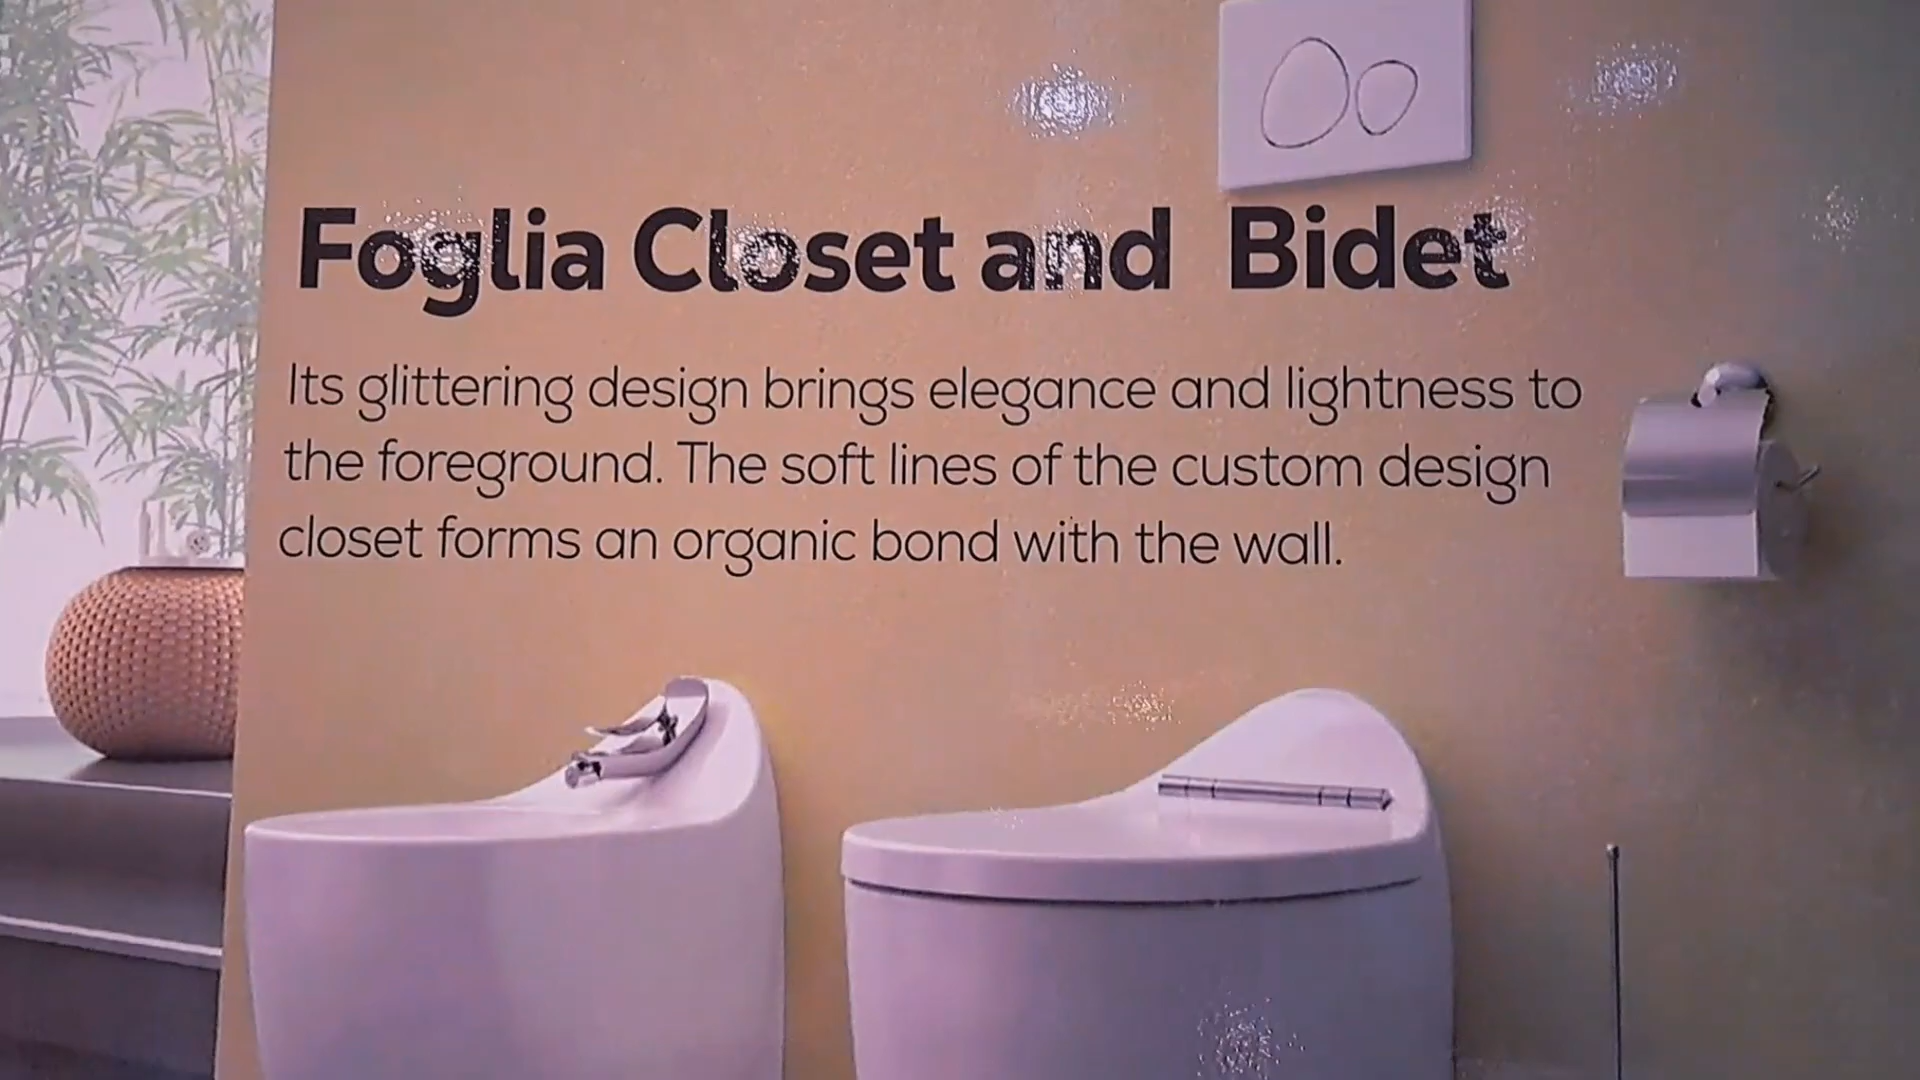 Foglia Closet and Bidet
Its glittering design brings elegance and lightness to
the foreground. The soft lines of the custom design
closet forms an organic bond with the wall.